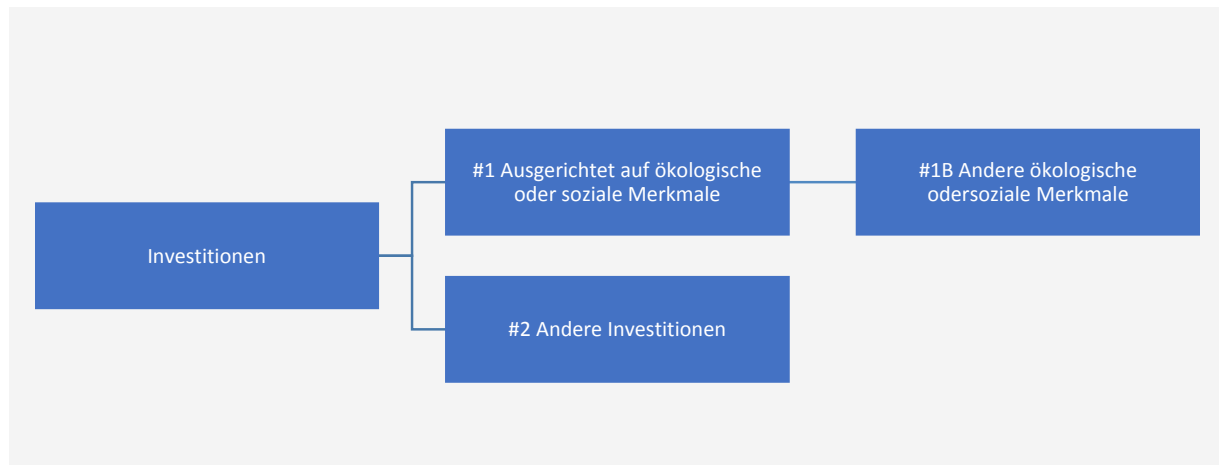 Investitionen
#1 Ausgerichtet auf ökologische
oder soziale Merkmale
#1B Andere ökologische
odersoziale Merkmale
#2 Andere Investitionen